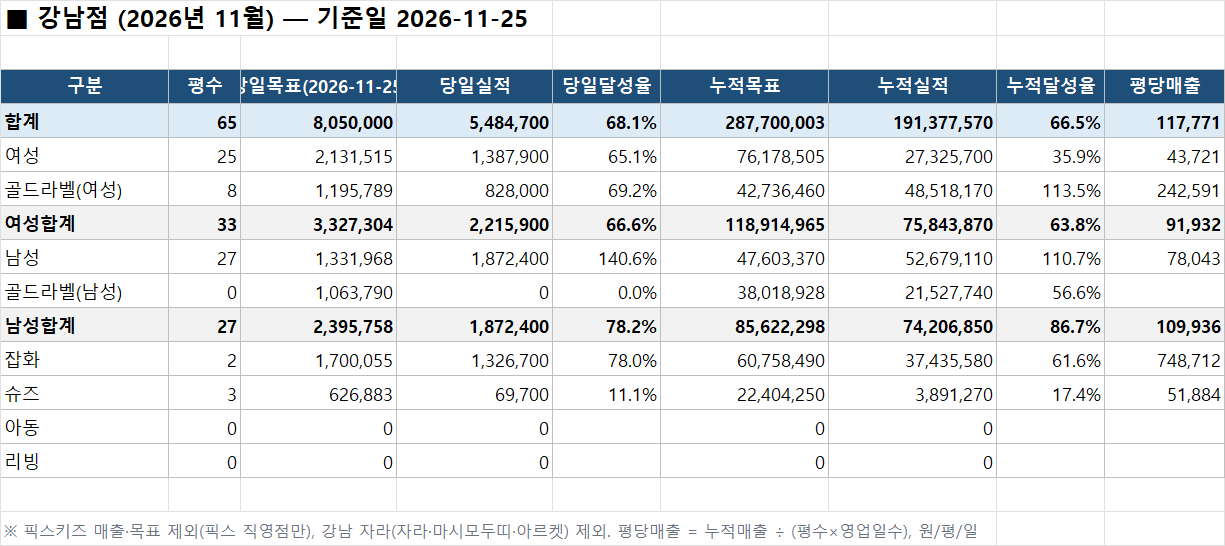 ■ 강남점 (2026년 11월) — 기준일 2026-11-25
구분 평수 당일목표(2026-11-25 당일실적 당일달성율 누적목표 누적실적 누적달성율 평당매출
합계 65 8,050,000 5,484,700 68.1% 287,700,003 191,377,570 66.5% 117,771
여성 25 2,131,515 1,387,900 65.1% 76,178,505 27,325,700 35.9% 43,721
골드라벨(여성) 8 1,195,789 828,000 69.2% 42,736,460 48,518,170 113.5% 242,591
여성합계 33 3,327,304 2,215,900 66.6% 118,914,965 75,843,870 63.8% 91,932
남성 27 1,331,968 1,872,400 140.6% 47,603,370 52,679,110 110.7% 78,043
골드라벨(남성) 0 1,063,790 0 0.0% 38,018,928 21,527,740 56.6%
남성합계 27 2,395,758 1,872,400 78.2% 85,622,298 74,206,850 86.7% 109,936
잡화 2 1,700,055 1,326,700 78.0% 60,758,490 37,435,580 61.6% 748,712
슈즈 3 626,883 69,700 11.1% 22,404,250 3,891,270 17.4% 51,884
아동 0 0 0 0 0
리빙 0 0 0 0 0
※ 픽스키즈 매출·목표 제외(픽스 직영점만), 강남 자라(자라·마시모두띠·아르켓) 제외. 평당매출 = 누적매출 ÷ (평수×영업일수), 원/평/일